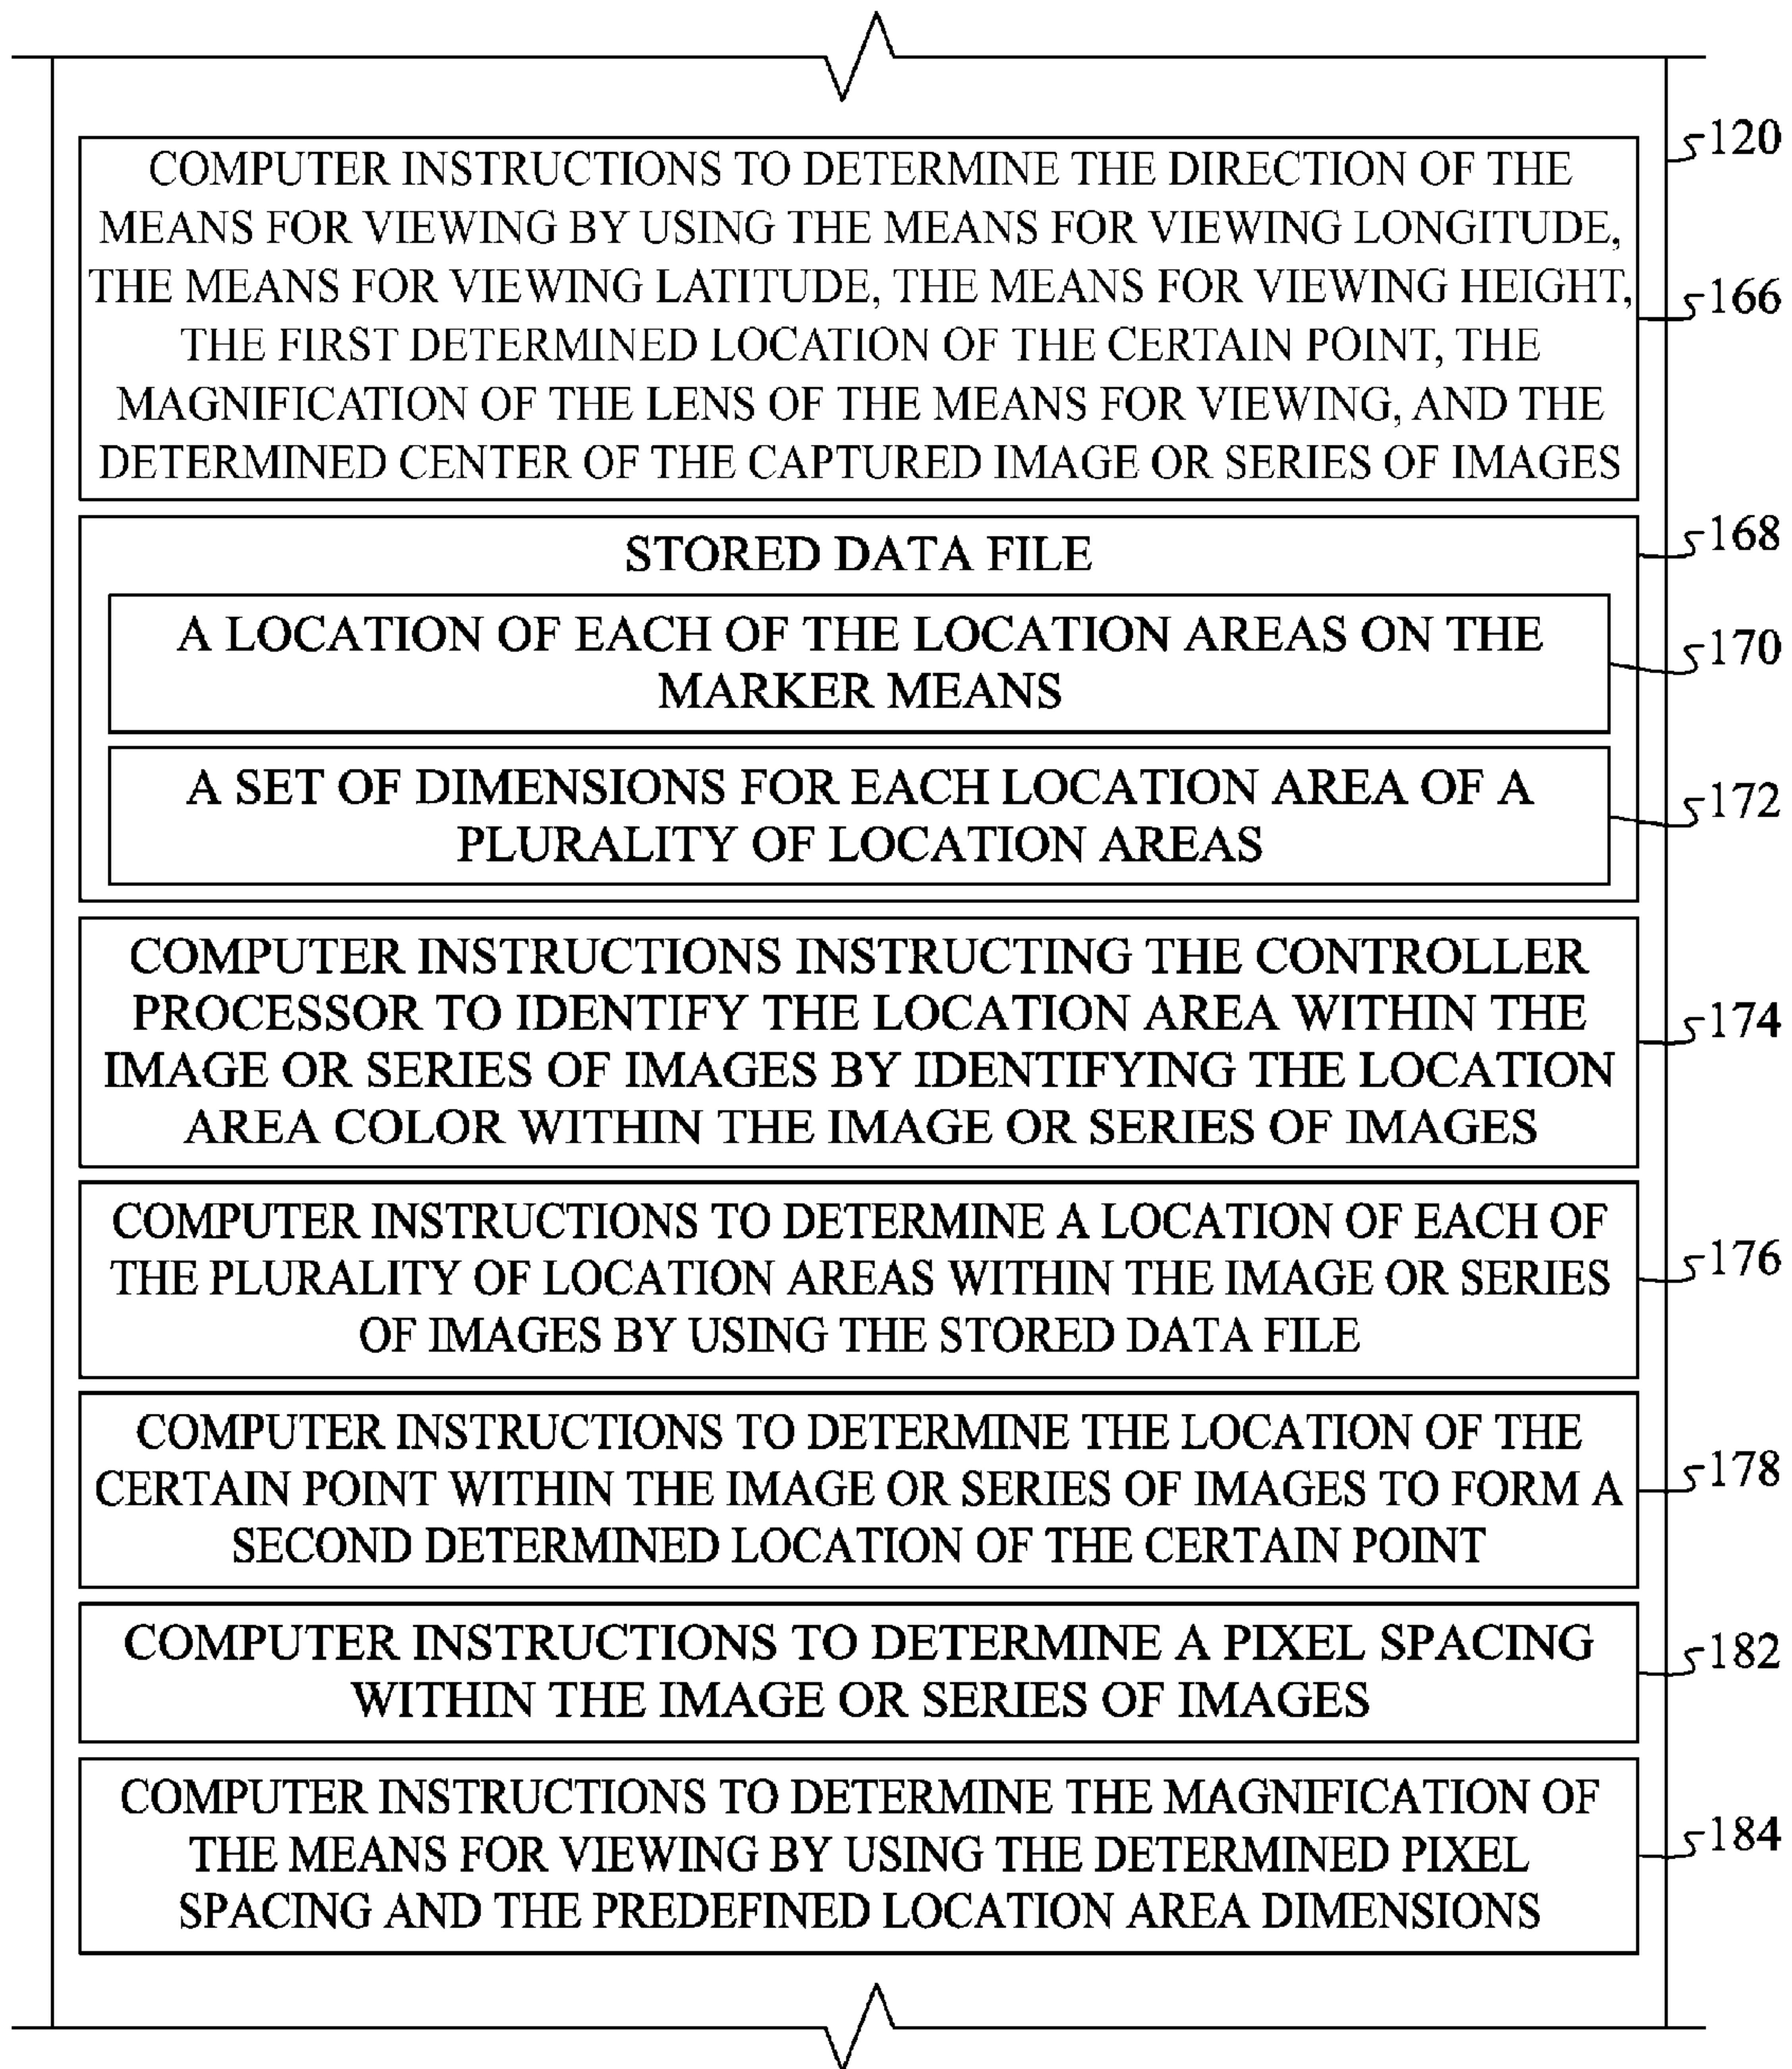 120
COMPUTER INSTRUCTIONS TO DETERMINE THE DIRECTION OF THE
MEANS FOR VIEWING BY USING THE MEANS FOR VIEWING LONGITUDE,
THE MEANS FOR VIEWING LATITUDE, THE MEANS FOR VIEWING HEIGHT,
THE FIRST DETERMINED LOCATION OF THE CERTAIN POINT, THE
MAGNIFICATION OF THE LENS OF THE MEANS FOR VIEWING, AND THE
DETERMINED CENTER OF THE CAPTURED IMAGE OR SERIES OF IMAGES
166
STORED DATA FILE
168
A LOCATION OF EACH OF THE LOCATION AREAS ON THE
MARKER MEANS
170
A SET OF DIMENSIONS FOR EACH LOCATION AREA OF A
PLURALITY OF LOCATION AREAS
172
COMPUTER INSTRUCTIONS INSTRUCTING THE CONTROLLER
PROCESSOR TO IDENTIFY THE LOCATION AREA WITHIN THE
IMAGE OR SERIES OF IMAGES BY IDENTIFYING THE LOCATION
AREA COLOR WITHIN THE IMAGE OR SERIES OF IMAGES
174
COMPUTER INSTRUCTIONS TO DETERMINE A LOCATION OF EACH OF
THE PLURALITY OF LOCATION AREAS WITHIN THE IMAGE OR SERIES
OF IMAGES BY USING THE STORED DATA FILE
176
COMPUTER INSTRUCTIONS TO DETERMINE THE LOCATION OF THE
CERTAIN POINT WITHIN THE IMAGE OR SERIES OF IMAGES TO FORM A
SECOND DETERMINED LOCATION OF THE CERTAIN POINT
178
COMPUTER INSTRUCTIONS TO DETERMINE A PIXEL SPACING
WITHIN THE IMAGE OR SERIES OF IMAGES
182
COMPUTER INSTRUCTIONS TO DETERMINE THE MAGNIFICATION OF
THE MEANS FOR VIEWING BY USING THE DETERMINED PIXEL
SPACING AND THE PREDEFINED LOCATION AREA DIMENSIONS
184